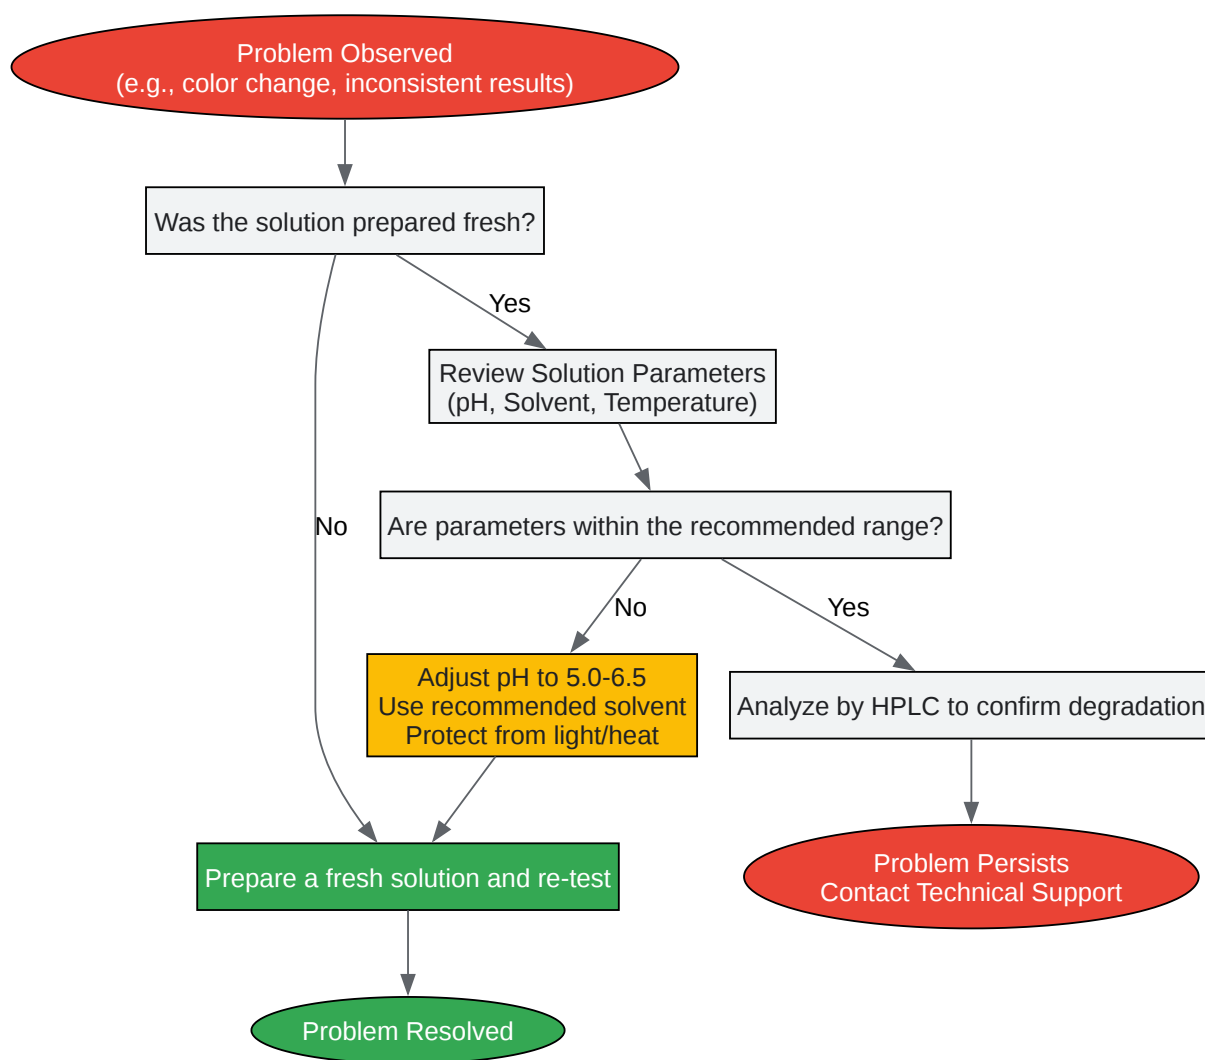 Problem Observed
(e.g., color change, inconsistent results)
Was the solution prepared fresh?
Yes
Review Solution Parameters
(pH, Solvent, Temperature)
No
Are parameters within the recommended range?
No
Yes
Adjust pH to 5.0-6.5
Use recommended solvent
Protect from light/heat
Analyze by HPLC to confirm degradation
Prepare a fresh solution and re-test
Problem Persists
Contact Technical Support
Problem Resolved